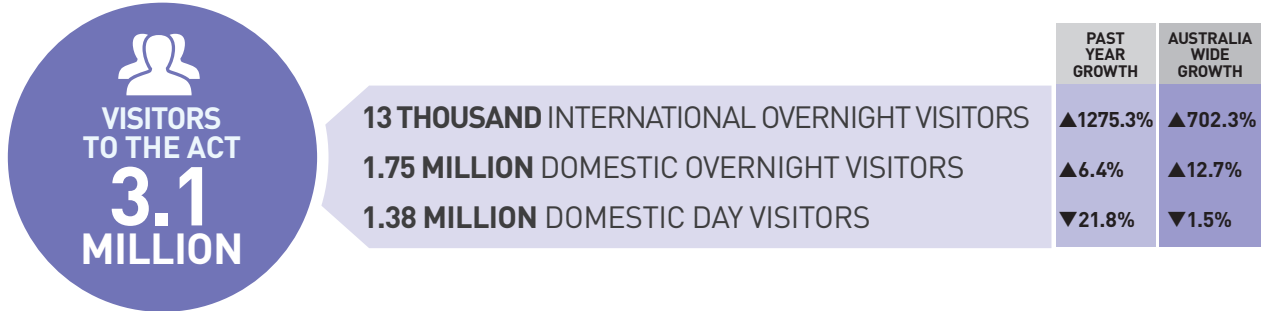 VISITORS
TO THE ACT
3.1
MILLION
PAST
YEAR
GROWTH
AUSTRALIA
WIDE
GROWTH
13 THOUSAND INTERNATIONAL OVERNIGHT VISITORS ▲1275.3% ▲702.3%
1.75 MILLION DOMESTIC OVERNIGHT VISITORS ▲6.4% ▲12.7%
1.38 MILLION DOMESTIC DAY VISITORS ▼21.8% ▼1.5%